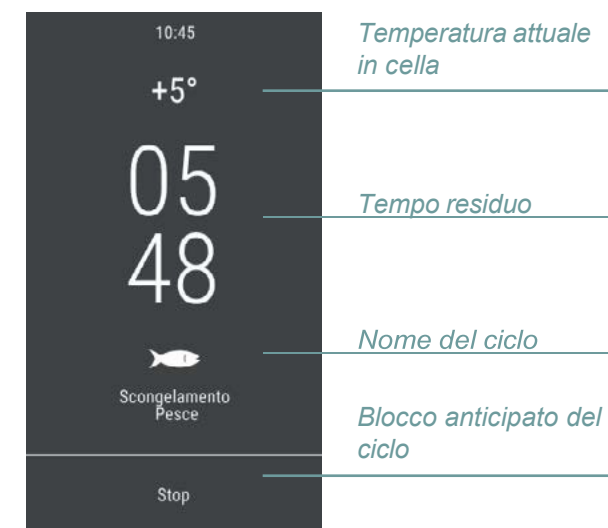 10:45
+5°
05
48
Scongelamento
Pesce
Stop
Temperatura attuale
in cella
Tempo residuo
Nome del ciclo
Blocco anticipato del
ciclo